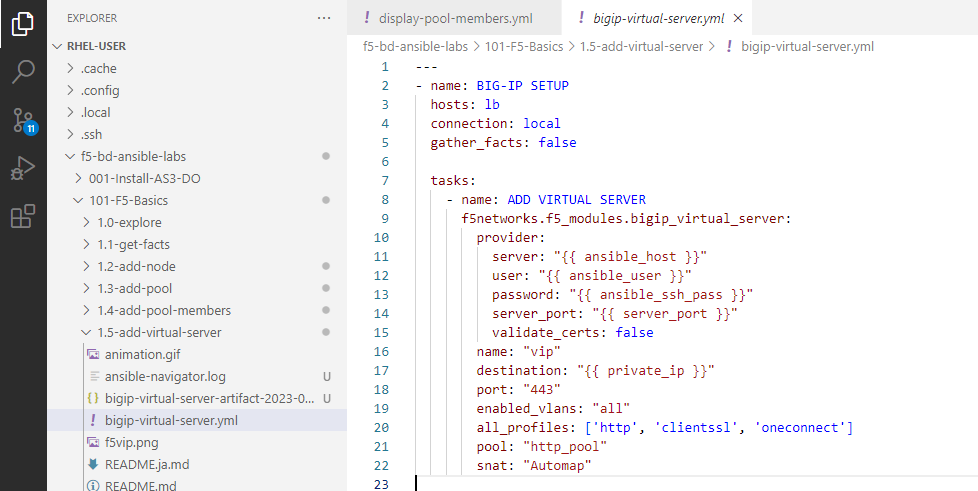 EXPLORER
RHEL-USER
.cache
.config
.local
.ssh
f5-bd-ansible-labs
001-Install-AS3-DO
101-F5-Basics
1.0-explore
1.1-get-facts
1.2-add-node
1.3-add-pool
1.4-add-pool-members
1.5-add-virtual-server
animation.gif
ansible-navigator.log U
{} bigip-virtual-server-artifact-2023-0... U
! bigip-virtual-server.yml
f5vip.png
README.ja.md
README.md
11
! display-pool-members.yml
! bigip-virtual-server.yml
f5-bd-ansible-labs > 101-F5-Basics > 1.5-add-virtual-server > ! bigip-virtual-server.yml
1 ---
2 - name: BIG-IP SETUP
3   hosts: lb
4   connection: local
5   gather_facts: false
6
7   tasks:
8     - name: ADD VIRTUAL SERVER
9       f5networks.f5_modules.bigip_virtual_server:
10         provider:
11           server: "{{ ansible_host }}"
12           user: "{{ ansible_user }}"
13           password: "{{ ansible_ssh_pass }}"
14           server_port: "{{ server_port }}"
15           validate_certs: false
16         name: "vip"
17         destination: "{{ private_ip }}"
18         port: "443"
19         enabled_vlans: "all"
20         all_profiles: ['http', 'clientssl', 'oneconnect']
21         pool: "http_pool"
22         snat: "Automap"
23